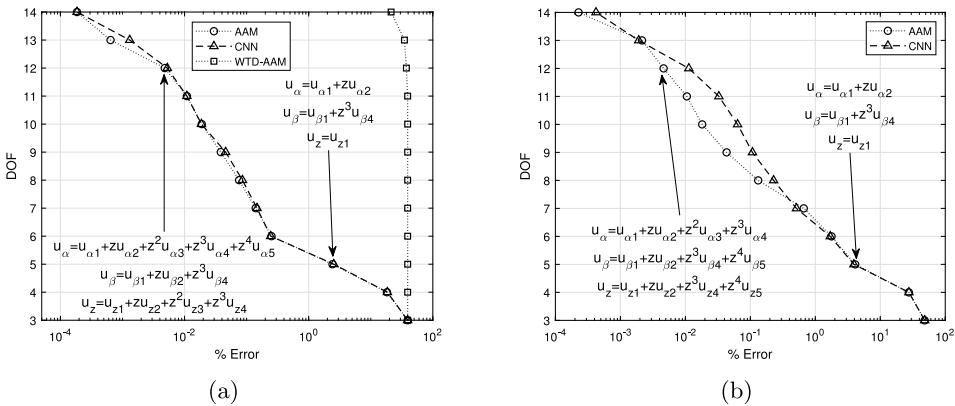 14
13
12
11
10
9
8
7
6
5
4
3
DOF
10^-4
10^-2
10^0
10^2
% Error
AAM
CNN
WTD-AAM
u_α=u_α1+zu_α2
u_β=u_β1+z^3u_β4
u_z=u_z1
u_α=u_α1+zu_α2+z^2u_α3+z^3u_α4+z^4u_α5
u_β=u_β1+zu_β2+z^3u_β4
u_z=u_z1+zu_z2+z^2u_z3+z^3u_z4
(a)
14
13
12
11
10
9
8
7
6
5
4
3
DOF
10^-4
10^-3
10^-2
10^-1
10^0
10^1
10^2
% Error
AAM
CNN
u_α=u_α1+zu_α2
u_β=u_β1+z^3u_β4
u_z=u_z1
u_α=u_α1+zu_α2+z^2u_α3+z^3u_α4
u_β=u_β1+zu_β2+z^3u_β4+z^4u_β5
u_z=u_z1+zu_z2+z^3u_z4+z^4u_z5
(b)